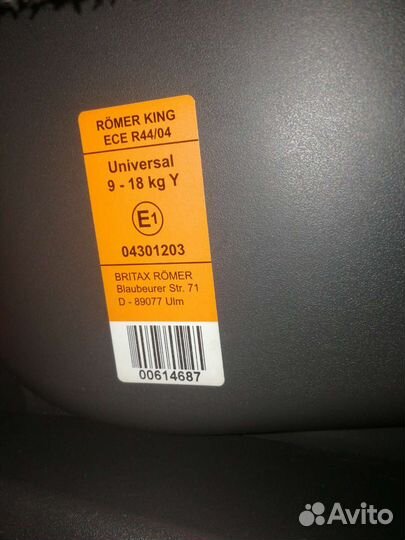 RÖMER KING
ECE R44/04
Universal
9 - 18 kg Y
E1
04301203
BRITAX RÖMER
Blaubeurer Str. 71
D - 89077 Ulm
00614687
Avito